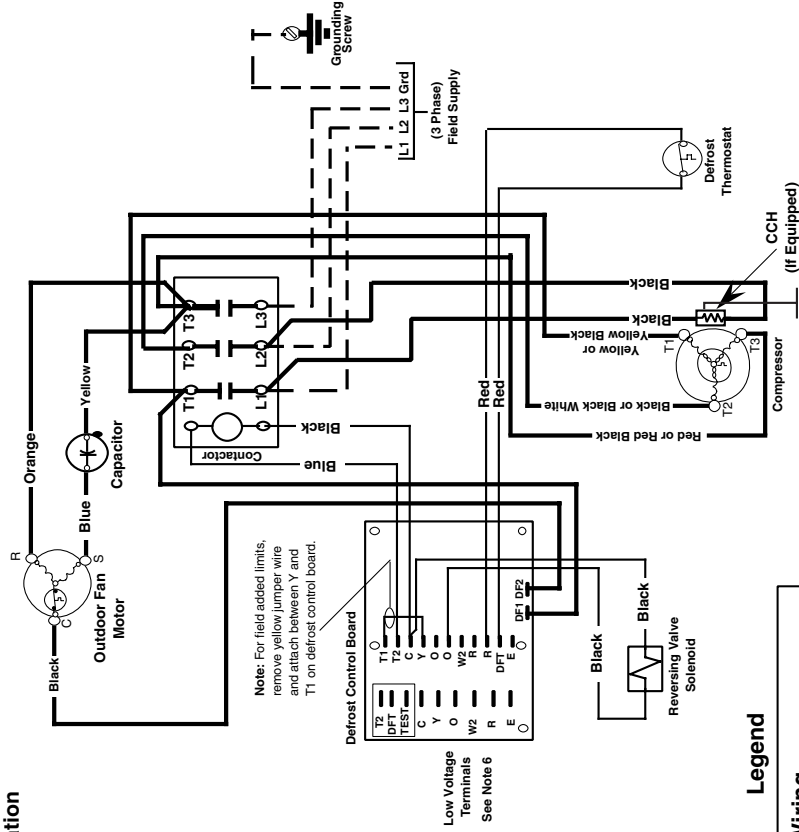 ation
Grounding
Screw
L1 L2 L3 Grd
(3 Phase)
Field Supply
R
Orange
Yellow
Capacitor
Blue
S
C
Outdoor Fan
Motor
Black
T1
T2
T3
L1
L2
L3
Contactor
Black
Blue
Note: For field added limits,
remove yellow jumper wire
and attach between Y and
T1 on defrost control board.
Defrost Control Board
T1
T2
C
Y
O
O
W2
R
R
DFT
E
T2
DFT
TEST
C
Y
O
W2
R
E
DF1 DF2
Low Voltage
Terminals
See Note 6
Black
Black
Reversing Valve
Solenoid
Red
Red
Defrost
Thermostat
CCH
(If Equipped)
Black
Black
Yellow or
Yellow Black
Black or Black White
Red or Red Black
T1
T2
T3
Compressor
Legend